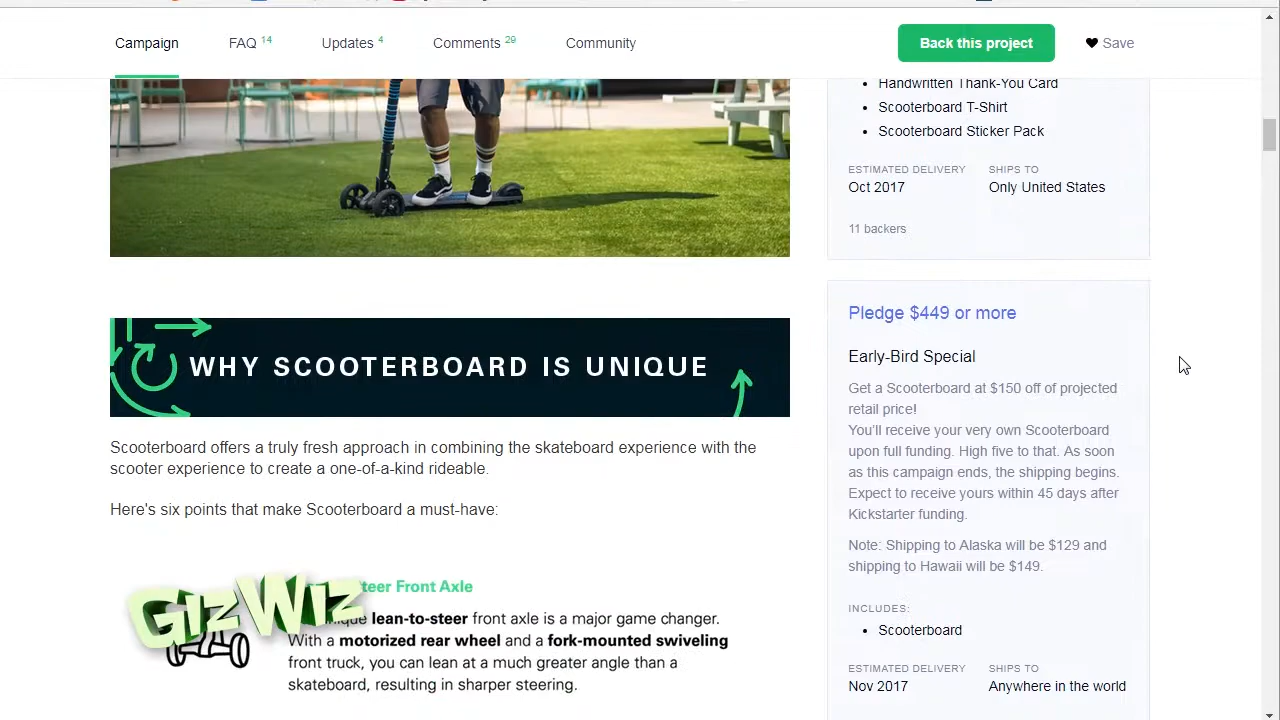 Campaign
FAQ 14
Updates 4
Comments 29
Community
Back this project
Save
Handwritten Thank-You Card
Scooterboard T-Shirt
Scooterboard Sticker Pack
ESTIMATED DELIVERY
Oct 2017
SHIPS TO
Only United States
11 backers
WHY SCOOTERBOARD IS UNIQUE
Scooterboard offers a truly fresh approach in combining the skateboard experience with the
scooter experience to create a one-of-a-kind rideable.
Here's six points that make Scooterboard a must-have:
GIZWIZ
teer Front Axle
lean-to-steer front axle is a major game changer.
With a motorized rear wheel and a fork-mounted swiveling
front truck, you can lean at a much greater angle than a
skateboard, resulting in sharper steering.
Pledge $449 or more
Early-Bird Special
Get a Scooterboard at $150 off of projected
retail price!
You'll receive your very own Scooterboard
upon full funding. High five to that. As soon
as this campaign ends, the shipping begins.
Expect to receive yours within 45 days after
Kickstarter funding.
Note: Shipping to Alaska will be $129 and
shipping to Hawaii will be $149.
INCLUDES:
Scooterboard
ESTIMATED DELIVERY
Nov 2017
SHIPS TO
Anywhere in the world